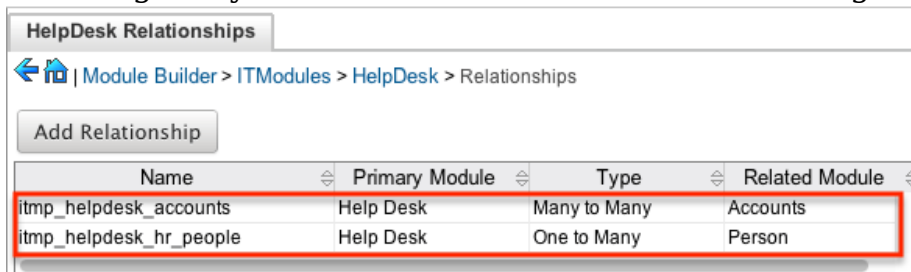 HelpDesk Relationships
| Module Builder > ITModules > HelpDesk > Relationships
Add Relationship
Name Primary Module Type Related Module
itmp_helpdesk_accounts Help Desk Many to Many Accounts
itmp_helpdesk_hr_people Help Desk One to Many Person